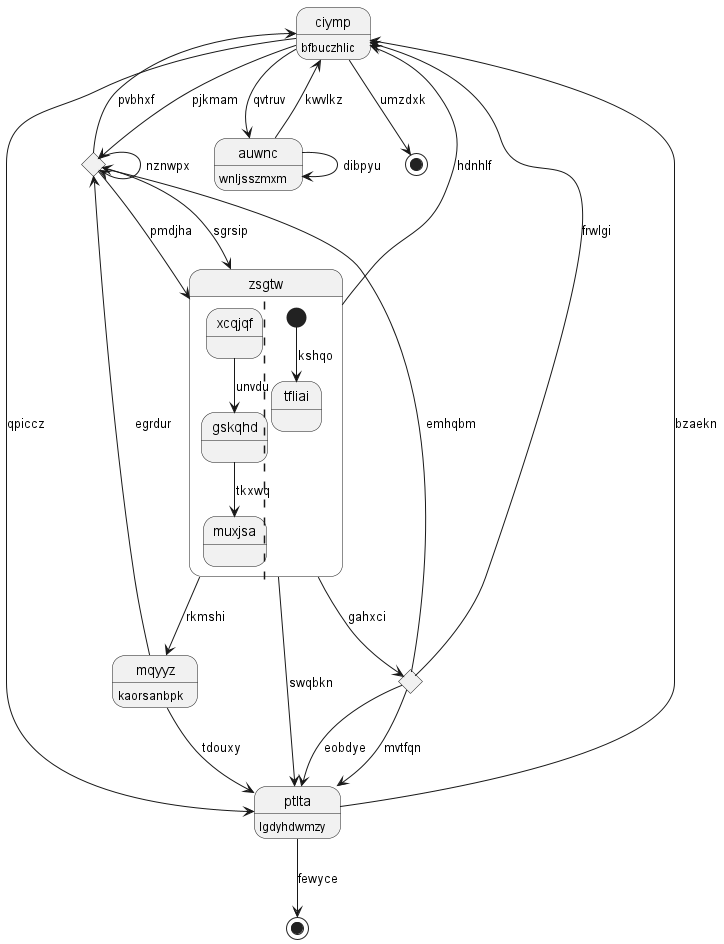 ciymp
bfbuczhlic
pvbhxf
pjkmam
qvtruv
kwvlkz
umzdxk
auwnc
wnljsszmxm
nznwpx
dibpyu
hdnhlf
pmdjha
sgrsip
frwlgi
zsgtw
xcqjqf
kshqo
unvdu
tfliai
qpiccz
egrdur
gskqhd
emhqbm
bzaekn
tkxwq
muxjsa
rkmshi
gahxci
mqyyz
kaorsanbpk
swqbkn
tdouxy
eobdye
mvtfqn
ptlta
lgdyhdwmzy
fewyce